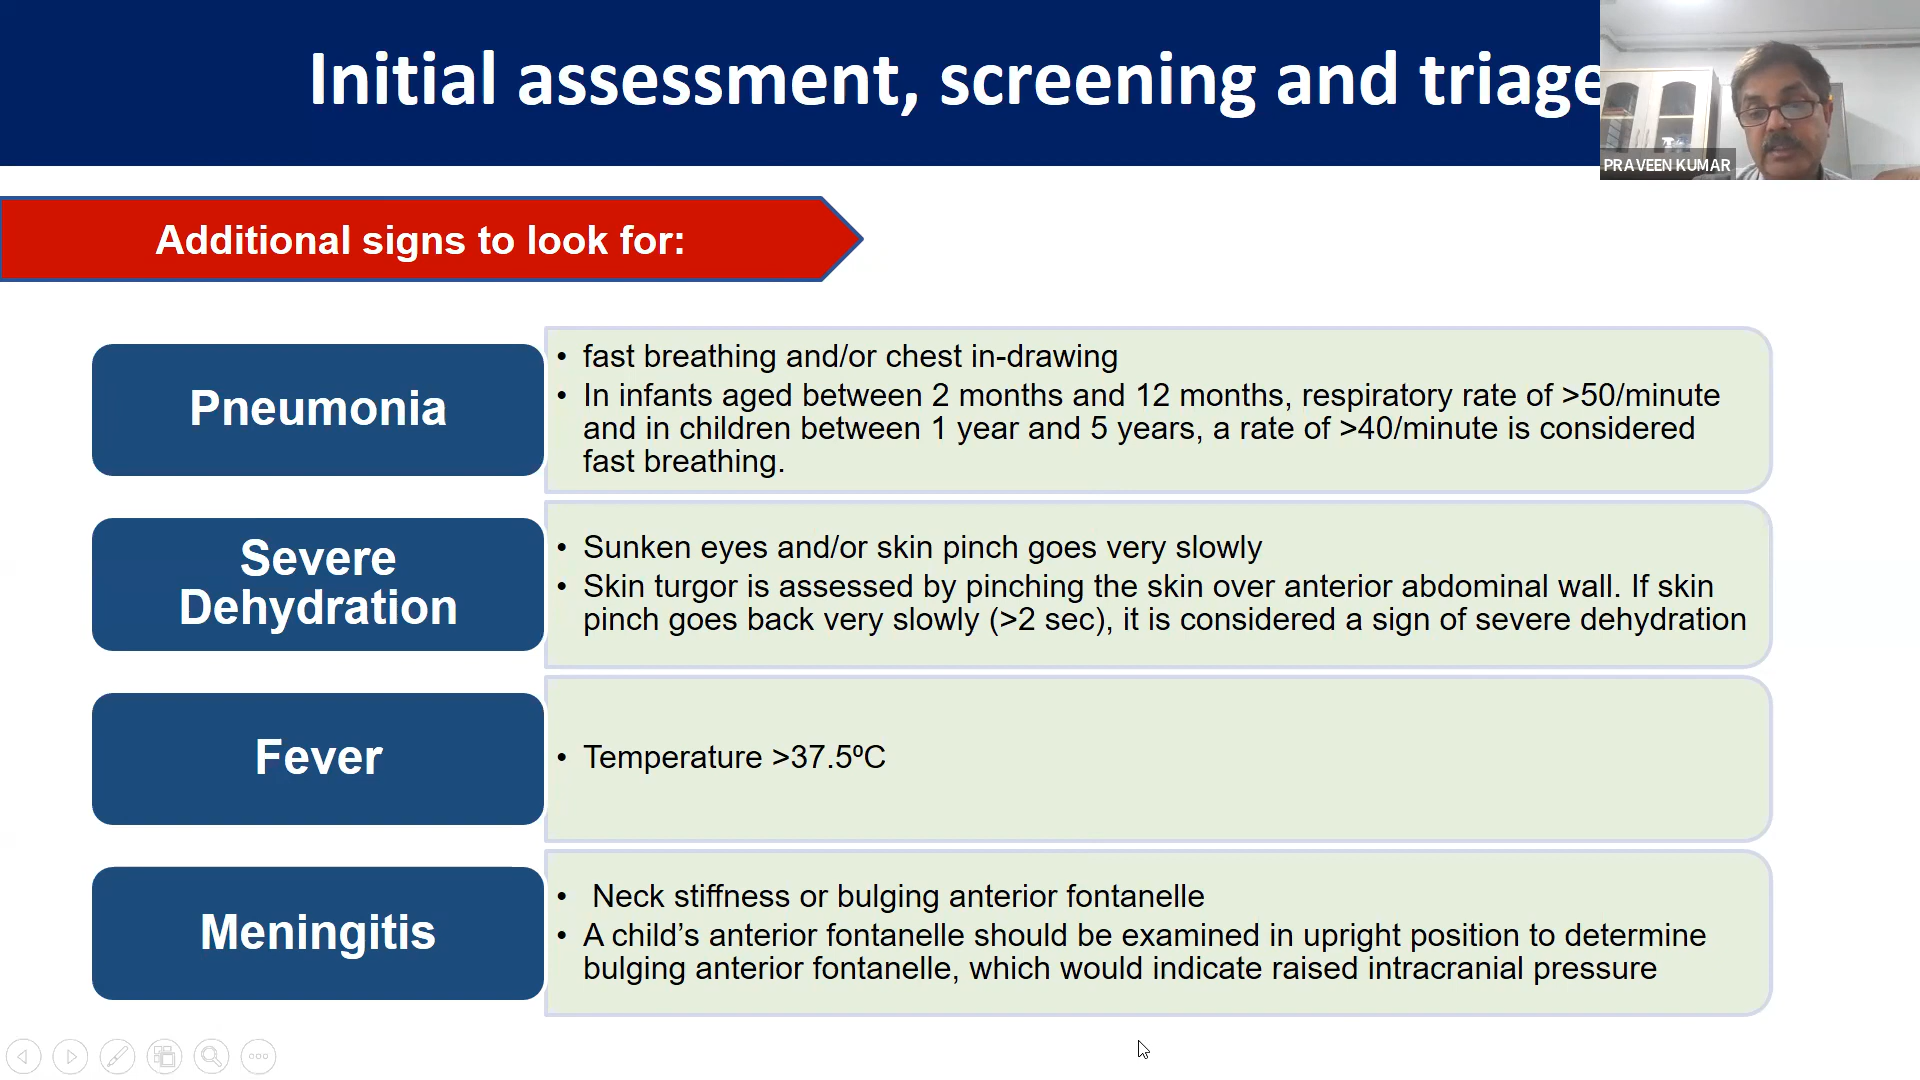 Initial assessment, screening and triage
PRAVEEN KUMAR
Additional signs to look for:
Pneumonia
• fast breathing and/or chest in-drawing
• In infants aged between 2 months and 12 months, respiratory rate of >50/minute
and in children between 1 year and 5 years, a rate of >40/minute is considered
fast breathing.
Severe
Dehydration
• Sunken eyes and/or skin pinch goes very slowly
• Skin turgor is assessed by pinching the skin over anterior abdominal wall. If skin
pinch goes back very slowly (>2 sec), it is considered a sign of severe dehydration
Fever
• Temperature >37.5ºC
Meningitis
• Neck stiffness or bulging anterior fontanelle
• A child’s anterior fontanelle should be examined in upright position to determine
bulging anterior fontanelle, which would indicate raised intracranial pressure